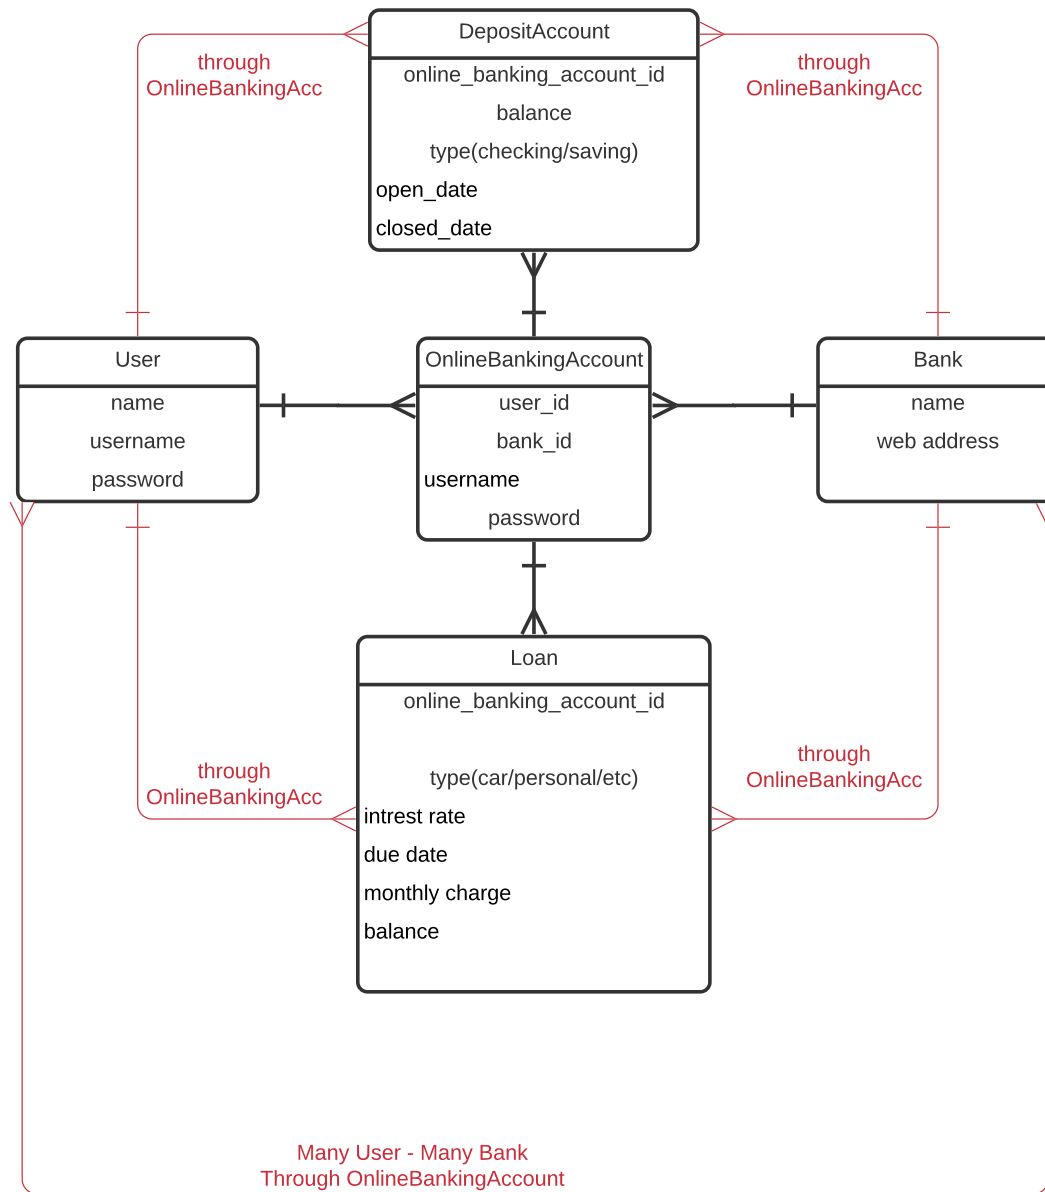 DepositAccount
online_banking_account_id
balance
type(checking/saving)
open_date
closed_date
through
OnlineBankingAcc
through
OnlineBankingAcc
User
name
username
password
OnlineBankingAccount
user_id
bank_id
username
password
Bank
name
web address
Loan
online_banking_account_id
type(car/personal/etc)
intrest rate
due date
monthly charge
balance
through
OnlineBankingAcc
through
OnlineBankingAcc
Many User - Many Bank
Through OnlineBankingAccount